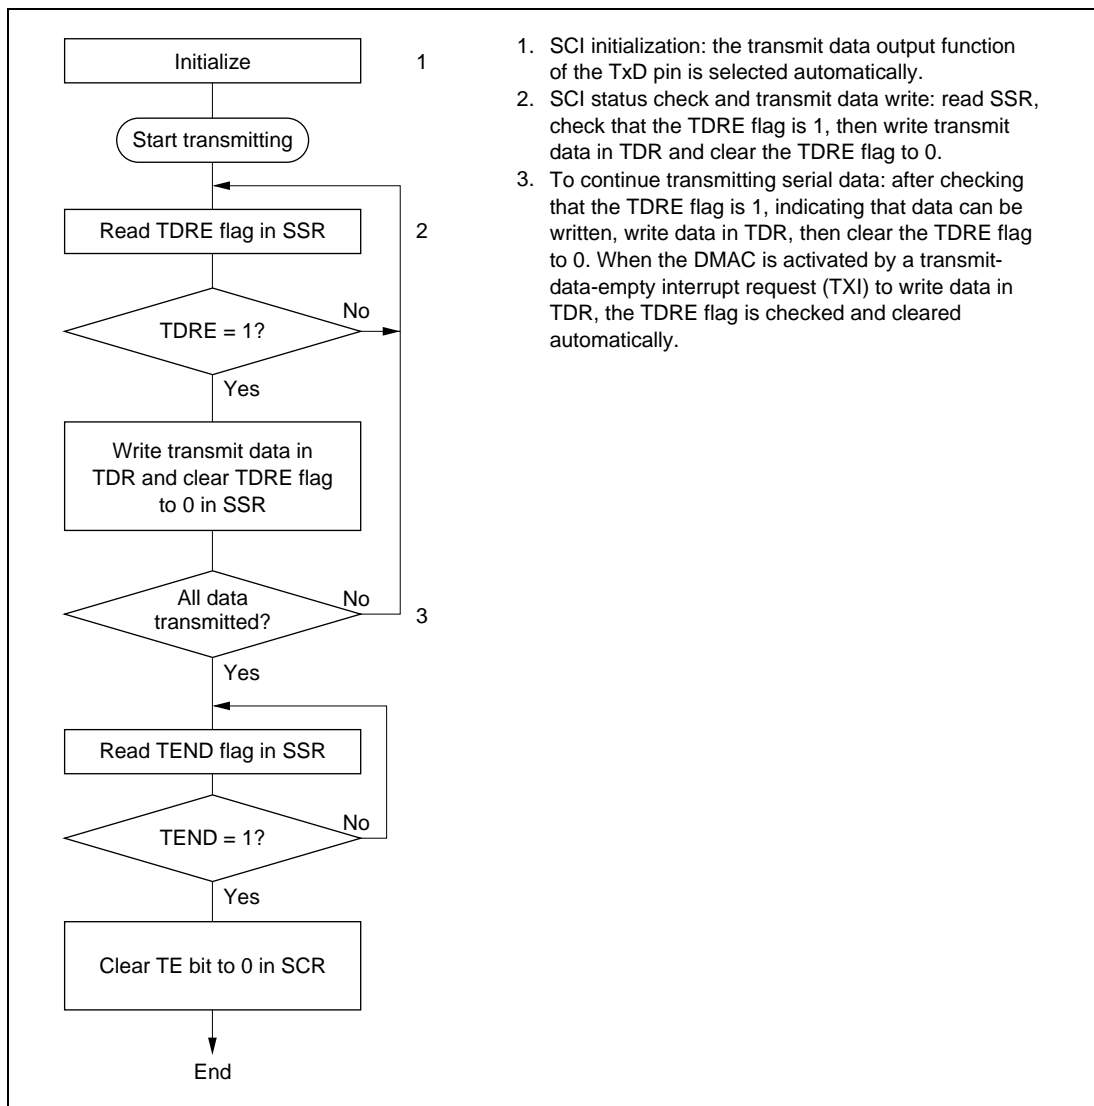 Initialize
1
Start transmitting
Read TDRE flag in SSR
2
TDRE = 1?
No
Yes
Write transmit data in
TDR and clear TDRE flag
to 0 in SSR
All data
transmitted?
No
3
Yes
Read TEND flag in SSR
TEND = 1?
No
Yes
Clear TE bit to 0 in SCR
End
1. SCI initialization: the transmit data output function
of the TxD pin is selected automatically.
2. SCI status check and transmit data write: read SSR,
check that the TDRE flag is 1, then write transmit
data in TDR and clear the TDRE flag to 0.
3. To continue transmitting serial data: after checking
that the TDRE flag is 1, indicating that data can be
written, write data in TDR, then clear the TDRE flag
to 0. When the DMAC is activated by a transmit-
data-empty interrupt request (TXI) to write data in
TDR, the TDRE flag is checked and cleared
automatically.